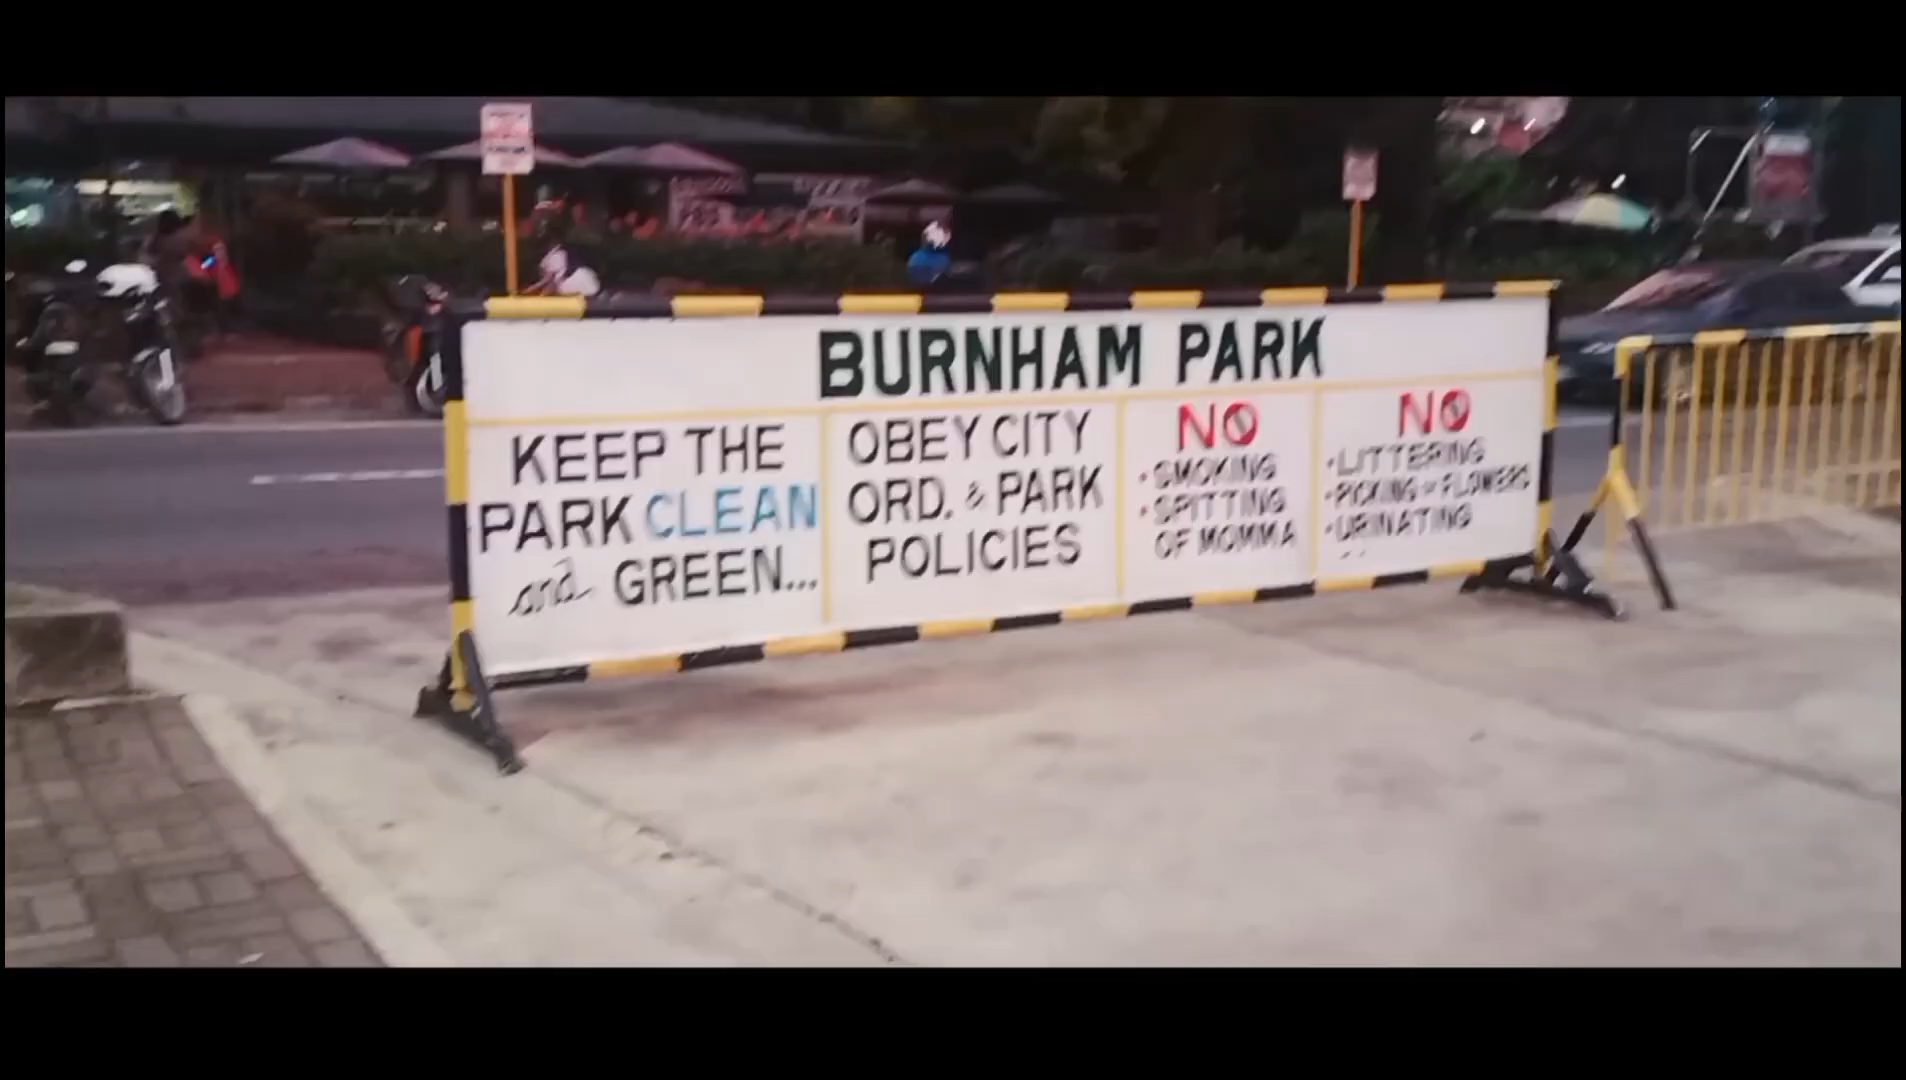 BURNHAM PARK
KEEP THE
PARK CLEAN
and GREEN...
OBEY CITY
ORD. & PARK
POLICIES
NO
• SMOKING
• SPITTING
OF MOMMA
NO
• LITTERING
• PICKING OF FLOWERS
• URINATING